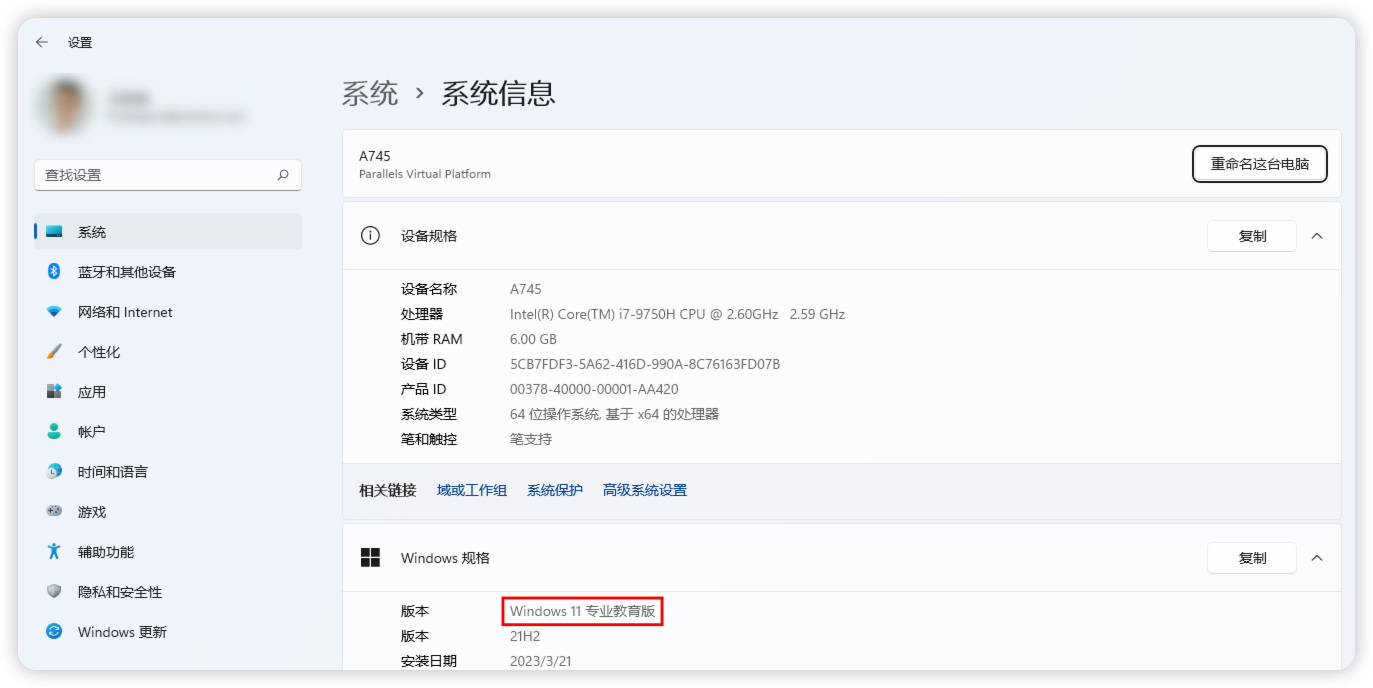 设置
系统 › 系统信息
A745
Parallels Virtual Platform
重命名这台电脑
查找设置
系统
蓝牙和其他设备
网络和 Internet
个性化
应用
帐户
时间和语言
游戏
辅助功能
隐私和安全性
Windows 更新
设备规格
复制
设备名称 A745
处理器 Intel(R) Core(TM) i7-9750H CPU @ 2.60GHz 2.59 GHz
机带 RAM 6.00 GB
设备 ID 5CB7FDF3-5A62-416D-990A-8C76163FD07B
产品 ID 00378-40000-00001-AA420
系统类型 64 位操作系统, 基于 x64 的处理器
笔和触控 笔支持
相关链接 域或工作组 系统保护 高级系统设置
Windows 规格
复制
版本 Windows 11 专业教育版
版本 21H2
安装日期 2023/3/21